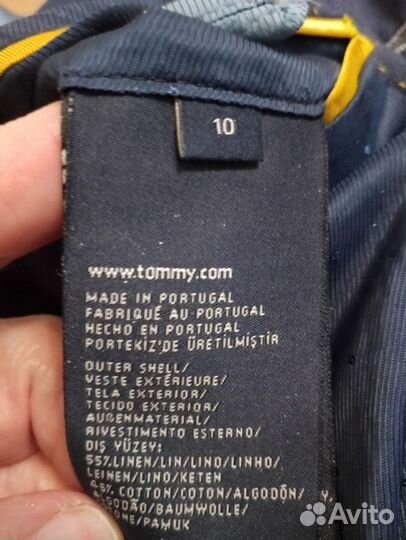 10
www.tommy.com
MADE IN PORTUGAL
FABRIQUÉ AU PORTUGAL
HECHO EN PORTUGAL
PORTEKİZ'DE ÜRETİLMİŞTİR
OUTER SHELL/
VESTE EXTÉRIEURE/
TELA EXTERIOR/
TECIDO EXTERIOR/
AUßENMATERIAL/
RIVESTIMENTO ESTERNO/
DIŞ YÜZEY:
55%LINEN/LIN/LINO/LINHO/
LEINEN/LINO/KETEN
45% COTTON/COTON/ALGODÓN/
ALGODÃO/BAUMWOLLE/
/PAMUK
Avito